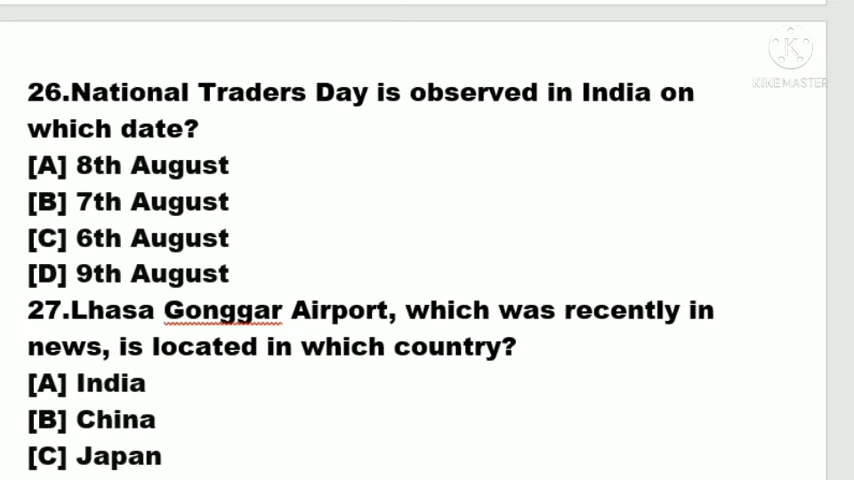 KINEMASTER
26.National Traders Day is observed in India on
which date?
[A] 8th August
[B] 7th August
[C] 6th August
[D] 9th August
27.Lhasa Gonggar Airport, which was recently in
news, is located in which country?
[A] India
[B] China
[C] Japan